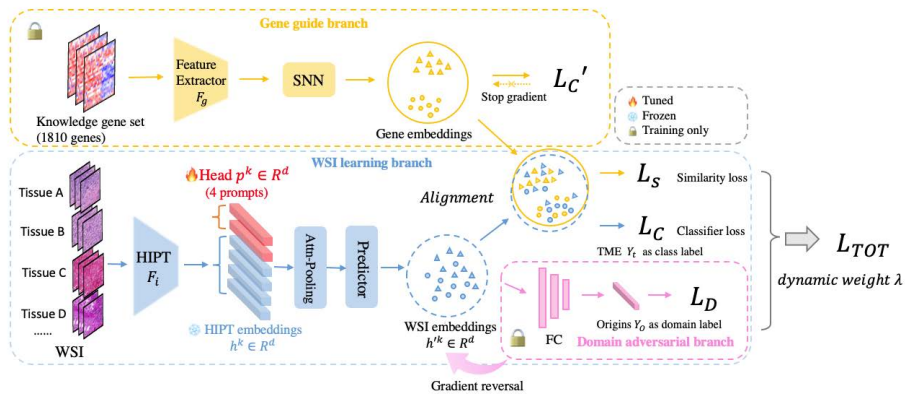 Gene guide branch
Feature
Extractor
F_g
SNN
L_C'
Stop gradient
Knowledge gene set
(1810 genes)
Gene embeddings
Tuned
Frozen
Training only
WSI learning branch
Tissue A
Tissue B
Tissue C
Tissue D
......
WSI
HIPT
F_i
Head p^k ∈ R^d
(4 prompts)
HIPT embeddings
h^k ∈ R^d
Attn-Pooling
Predictor
WSI embeddings
h'^k ∈ R^d
Alignment
L_S Similarity loss
L_C Classifier loss
TME Y_t as class label
L_D
Origins Y_O as domain label
FC
Domain adversarial branch
Gradient reversal
L_TOT
dynamic weight λ